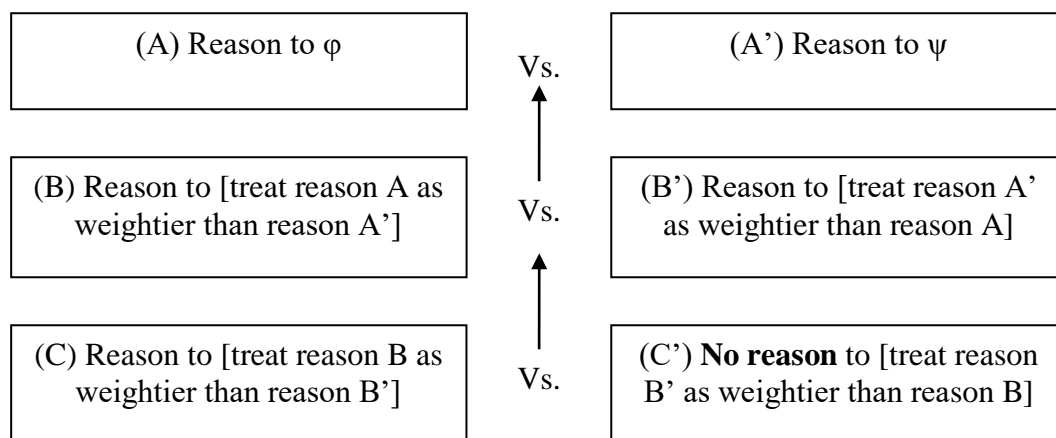 (A) Reason to φ
Vs.
(A’) Reason to ψ
(B) Reason to [treat reason A as
weightier than reason A’]
Vs.
(B’) Reason to [treat reason A’
as weightier than reason A]
(C) Reason to [treat reason B as
weightier than reason B’]
Vs.
(C’) No reason to [treat reason
B’ as weightier than reason B]